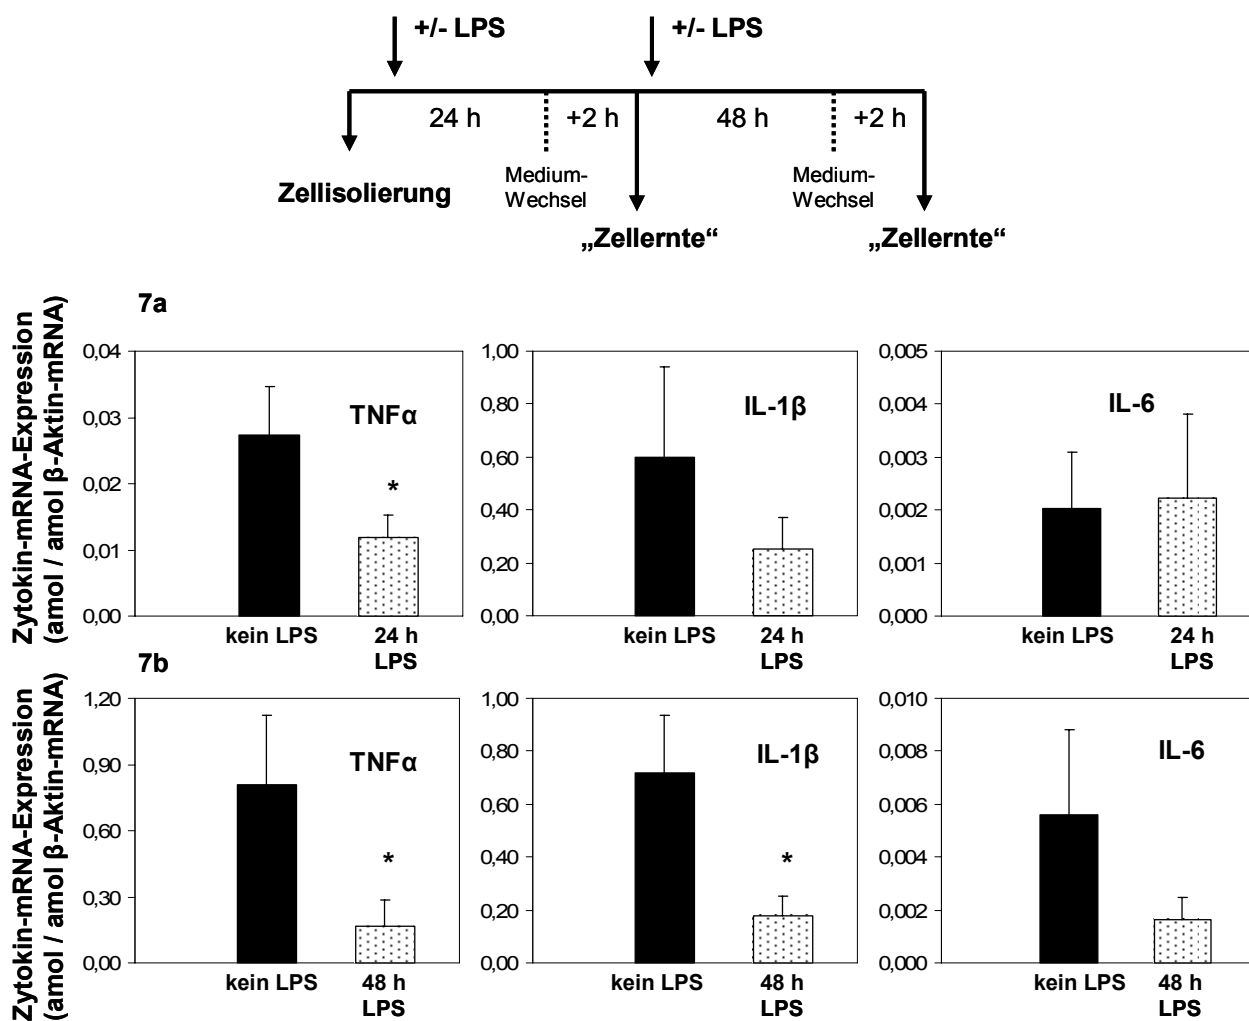 +/- LPS
+/- LPS
24 h
+2 h
48 h
+2 h
Zellisolierung
Medium-
Wechsel
Medium-
Wechsel
„Zellernte“
„Zellernte“
7a
Zytokin-mRNA-Expression
(amol / amol β-Aktin-mRNA)
0,04
0,03
0,02
0,01
0,00
TNFα
*
kein LPS
24 h
LPS
1,00
0,80
0,60
0,40
0,20
0,00
IL-1β
kein LPS
24 h
LPS
0,005
0,004
0,003
0,002
0,001
0,000
IL-6
kein LPS
24 h
LPS
7b
Zytokin-mRNA-Expression
(amol / amol β-Aktin-mRNA)
1,20
0,90
0,60
0,30
0,00
TNFα
*
kein LPS
48 h
LPS
1,00
0,80
0,60
0,40
0,20
0,00
IL-1β
*
kein LPS
48 h
LPS
0,010
0,008
0,006
0,004
0,002
0,000
IL-6
kein LPS
48 h
LPS